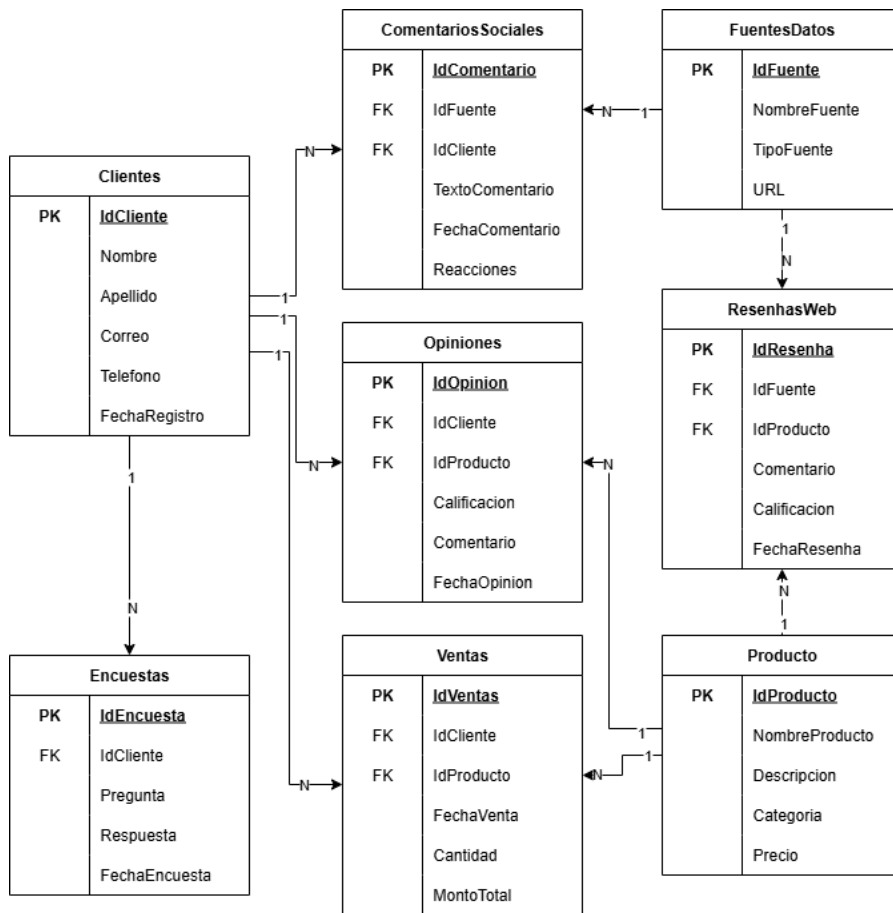 ComentariosSociales
PK IdComentario
FK IdFuente
FK IdCliente
TextoComentario
FechaComentario
Reacciones
FuentesDatos
PK IdFuente
NombreFuente
TipoFuente
URL
N 1
N
1
N
Clientes
PK IdCliente
Nombre
Apellido
Correo
Telefono
FechaRegistro
1
1
1
1
N
Opiniones
PK IdOpinion
FK IdCliente
FK IdProducto
Calificacion
Comentario
FechaOpinion
N
N
ResenhasWeb
PK IdResenha
FK IdFuente
FK IdProducto
Comentario
Calificacion
FechaResenha
N
1
Encuestas
PK IdEncuesta
FK IdCliente
Pregunta
Respuesta
FechaEncuesta
Ventas
PK IdVentas
FK IdCliente
FK IdProducto
FechaVenta
Cantidad
MontoTotal
N
1
N 1
Producto
PK IdProducto
NombreProducto
Descripcion
Categoria
Precio